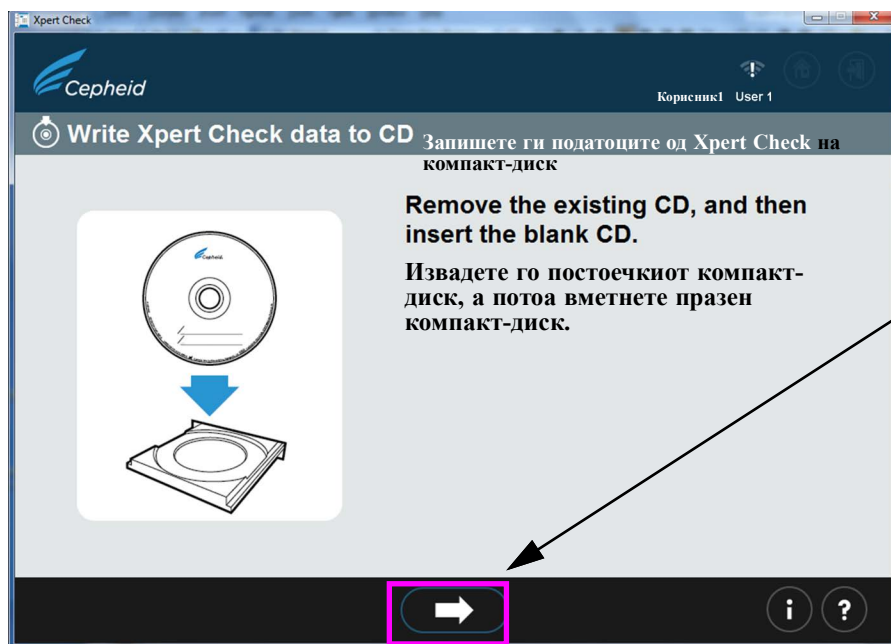 Xpert Check
Cepheid
Корисник1 User 1
Write Xpert Check data to CD
Запишете ги податоците од Xpert Check на
компакт-диск
Remove the existing CD, and then
insert the blank CD.
Извадете го постоечкиот компакт-
диск, а потоа вметнете празен
компакт-диск.
Cepheid
i ?